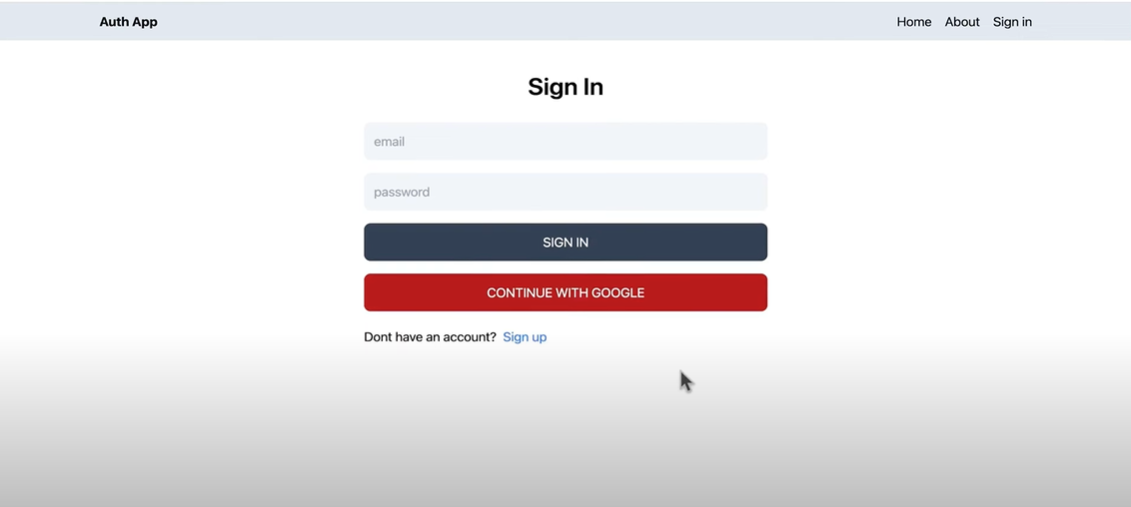 Auth App Home About Sign in
Sign In
email
password
SIGN IN
CONTINUE WITH GOOGLE
Dont have an account? Sign up